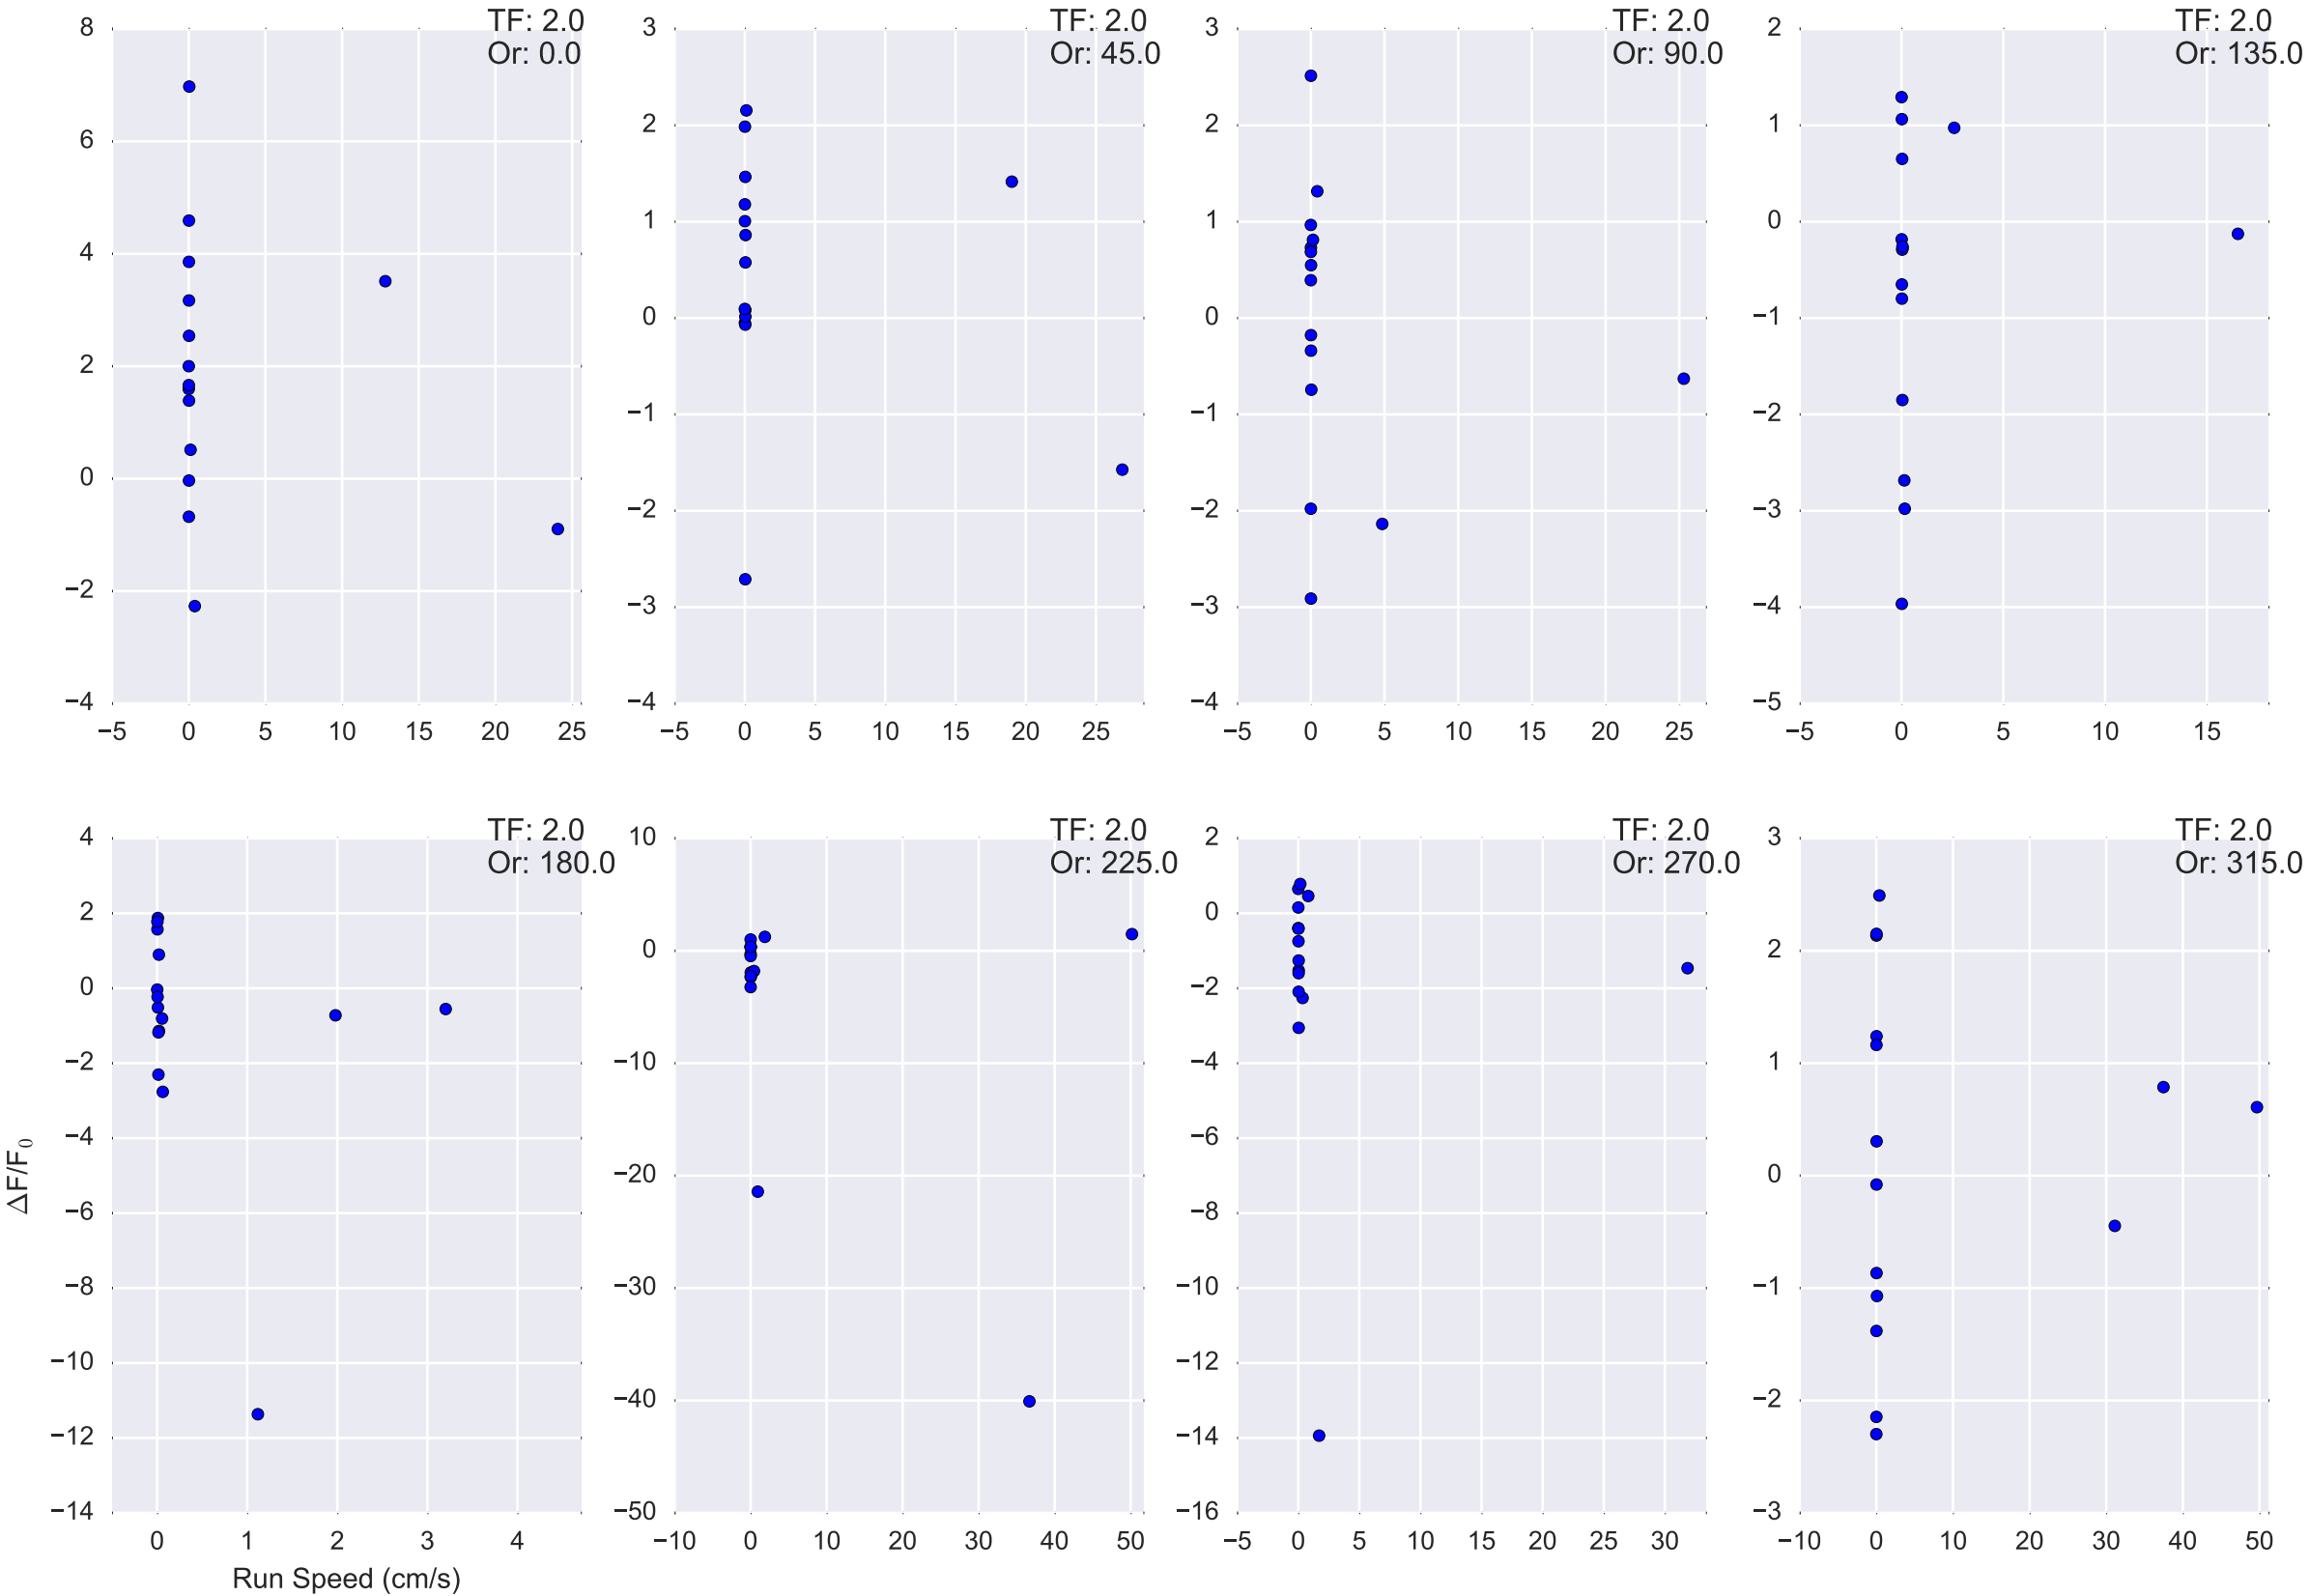 TF: 2.0
Or: 0.0
8
6
4
2
0
−2
−4
−5 0 5 10 15 20 25
TF: 2.0
Or: 45.0
3
2
1
0
−1
−2
−3
−4
−5 0 5 10 15 20 25
TF: 2.0
Or: 90.0
3
2
1
0
−1
−2
−3
−4
−5 0 5 10 15 20 25
TF: 2.0
Or: 135.0
2
1
0
−1
−2
−3
−4
−5
−5 0 5 10 15
TF: 2.0
Or: 180.0
4
2
0
−2
−4
−6
−8
−10
−12
−14
0 1 2 3 4
ΔF/F₀
Run Speed (cm/s)
TF: 2.0
Or: 225.0
10
0
−10
−20
−30
−40
−50
−10 0 10 20 30 40 50
TF: 2.0
Or: 270.0
2
0
−2
−4
−6
−8
−10
−12
−14
−16
−5 0 5 10 15 20 25 30
TF: 2.0
Or: 315.0
3
2
1
0
−1
−2
−3
−10 0 10 20 30 40 50